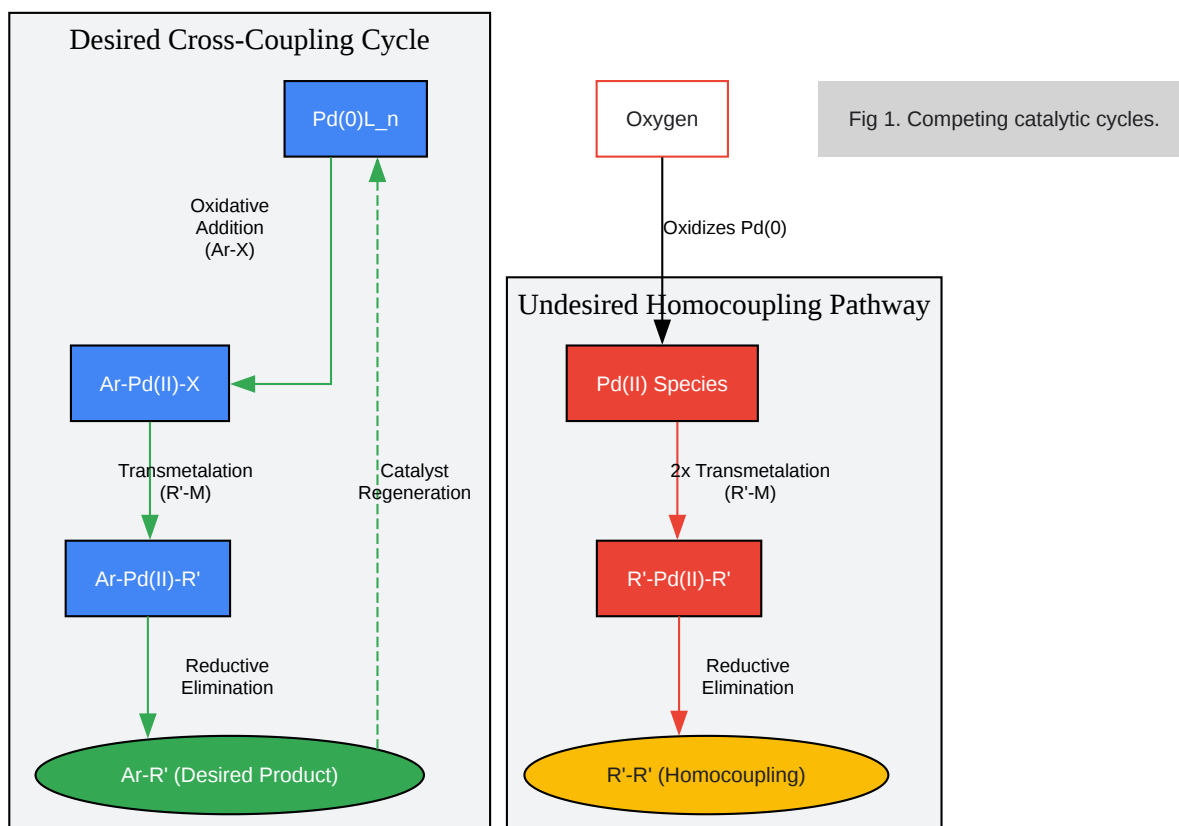 Desired Cross-Coupling Cycle
Pd(0)L_n
Oxidative
Addition
(Ar-X)
Ar-Pd(II)-X
Transmetalation
(R'-M)
Catalyst
Regeneration
Ar-Pd(II)-R'
Reductive
Elimination
Ar-R' (Desired Product)
Oxygen
Oxidizes Pd(0)
Undesired Homocoupling Pathway
Pd(II) Species
2x Transmetalation
(R'-M)
R'-Pd(II)-R'
Reductive
Elimination
R'-R' (Homocoupling)
Fig 1. Competing catalytic cycles.